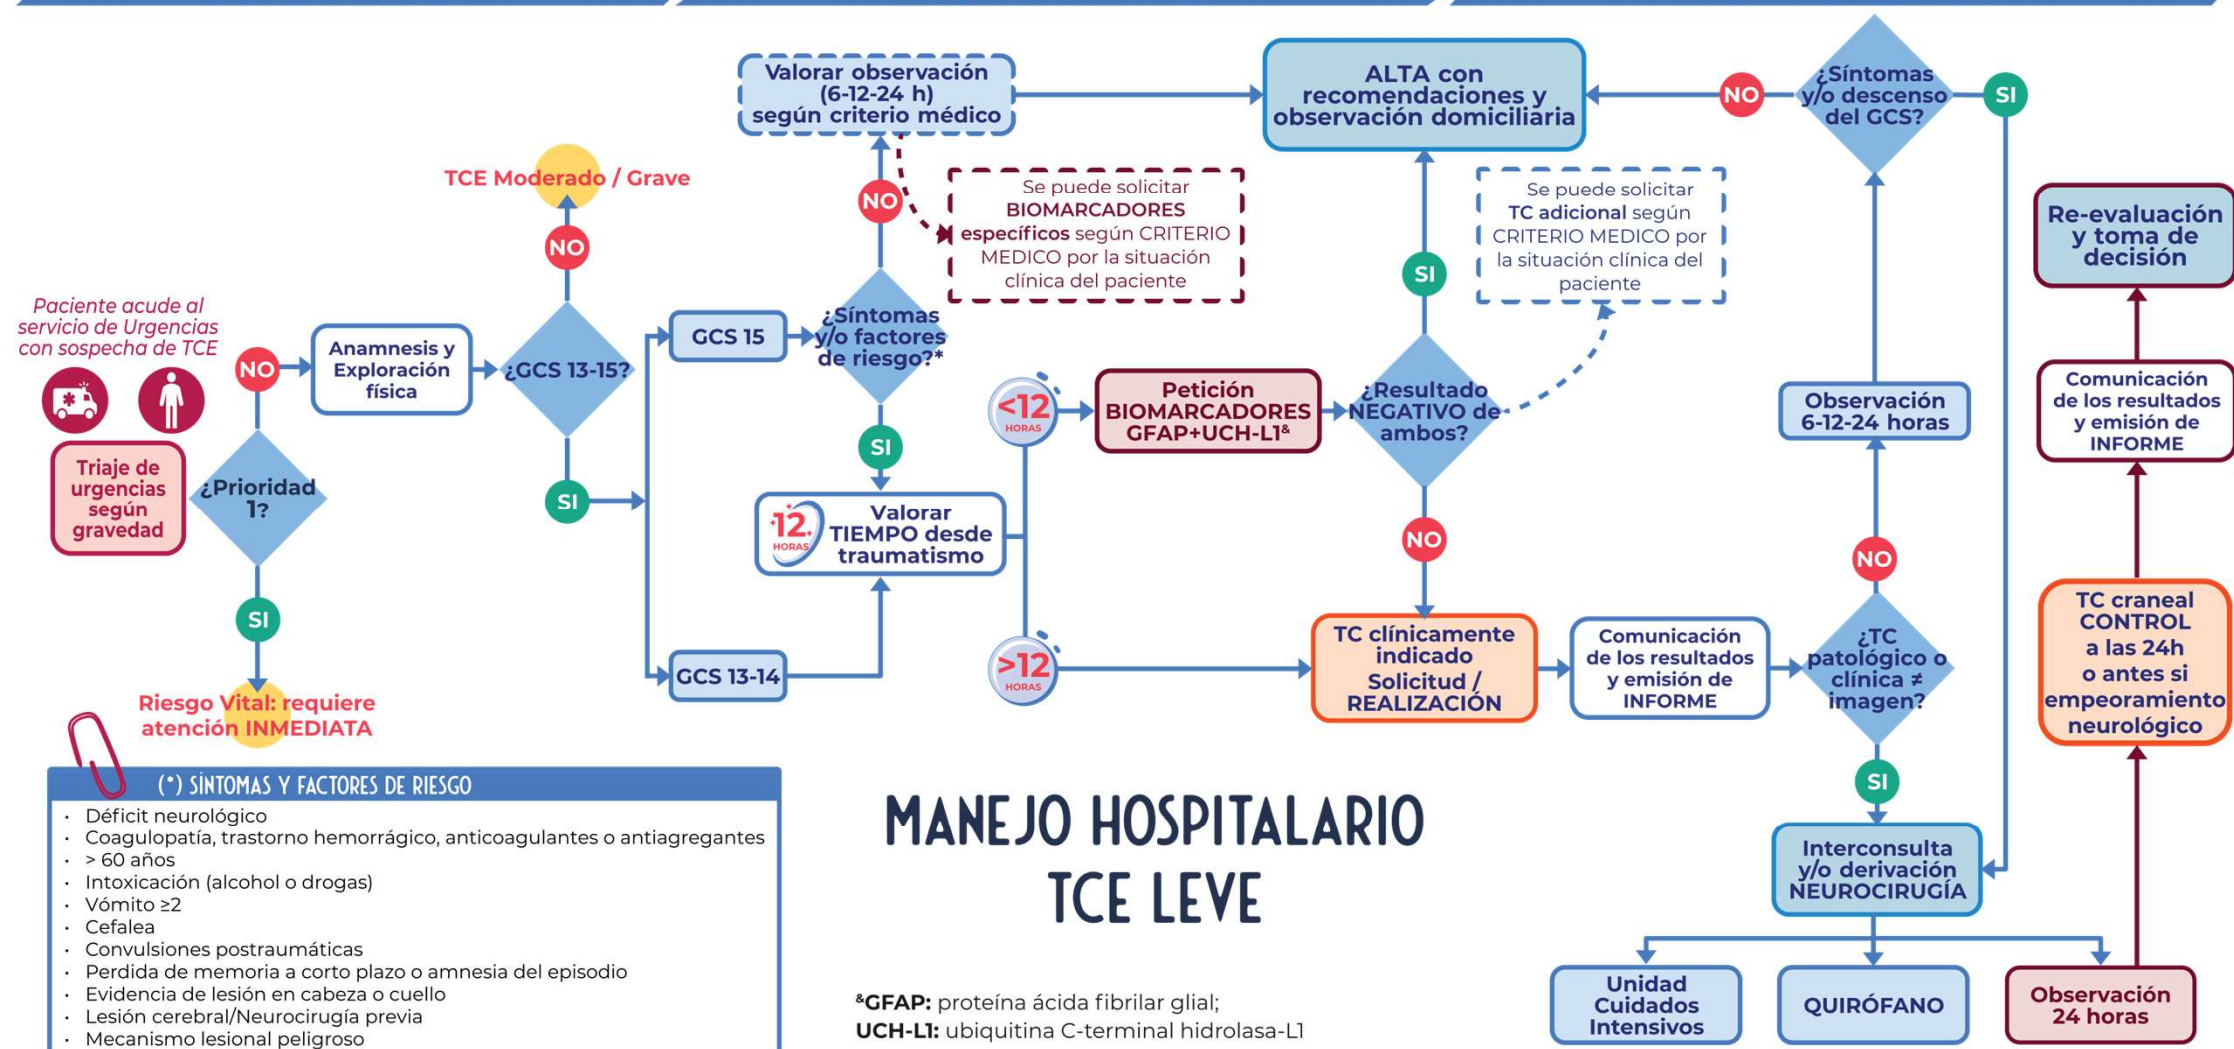 Paciente acude al
servicio de Urgencias
con sospecha de TCE
Triaje de
urgencias
según
gravedad
¿Prioridad
1?
NO
SI
Riesgo Vital: requiere
atención INMEDIATA
Anamnesis y
Exploración
física
¿GCS 13-15?
NO
TCE Moderado / Grave
SI
GCS 15
GCS 13-14
¿Síntomas
y/o factores
de riesgo?*
NO
Valorar observación
(6-12-24 h)
según criterio médico
Se puede solicitar
BIOMARCADORES
específicos según CRITERIO
MEDICO por la situación
clínica del paciente
SI
12
HORAS
Valorar
TIEMPO desde
traumatismo
<12
HORAS
>12
HORAS
Petición
BIOMARCADORES
GFAP+UCH-L1&
¿Resultado
NEGATIVO de
ambos?
SI
ALTA con
recomendaciones y
observación domiciliaria
Se puede solicitar
TC adicional según
CRITERIO MEDICO por
la situación clínica del
paciente
NO
TC clínicamente
indicado
Solicitud /
REALIZACIÓN
Comunicación
de los resultados
y emisión de
INFORME
¿TC
patológico o
clínica ≠
imagen?
NO
Observación
6-12-24 horas
¿Síntomas
y/o descenso
del GCS?
NO
SI
SI
Interconsulta
y/o derivación
NEUROCIRUGÍA
Unidad
Cuidados
Intensivos
QUIRÓFANO
Observación
24 horas
TC craneal
CONTROL
a las 24h
o antes si
empeoramiento
neurológico
Comunicación
de los resultados
y emisión de
INFORME
Re-evaluación
y toma de
decisión
(*) SÍNTOMAS Y FACTORES DE RIESGO
· Déficit neurológico
· Coagulopatía, trastorno hemorrágico, anticoagulantes o antiagregantes
· > 60 años
· Intoxicación (alcohol o drogas)
· Vómito ≥2
· Cefalea
· Convulsiones postraumáticas
· Perdida de memoria a corto plazo o amnesia del episodio
· Evidencia de lesión en cabeza o cuello
· Lesión cerebral/Neurocirugía previa
· Mecanismo lesional peligroso
MANEJO HOSPITALARIO
TCE LEVE
&GFAP: proteína ácida fibrilar glial;
UCH-L1: ubiquitina C-terminal hidrolasa-L1